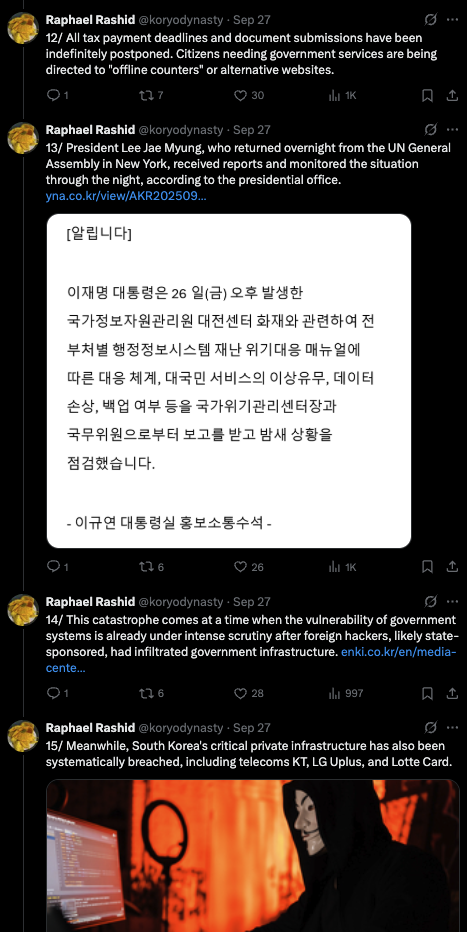 Raphael Rashid @koryodynasty · Sep 27
12/ All tax payment deadlines and document submissions have been
indefinitely postponed. Citizens needing government services are being
directed to "offline counters" or alternative websites.
1 7 30 1K
Raphael Rashid @koryodynasty · Sep 27
13/ President Lee Jae Myung, who returned overnight from the UN General
Assembly in New York, received reports and monitored the situation
through the night, according to the presidential office.
yna.co.kr/view/AKR202509…
[알립니다]
이재명 대통령은 26 일(금) 오후 발생한
국가정보자원관리원 대전센터 화재와 관련하여 전
부처별 행정정보시스템 재난 위기대응 매뉴얼에
따른 대응 체계, 대국민 서비스의 이상유무, 데이터
손상, 백업 여부 등을 국가위기관리센터장과
국무위원으로부터 보고를 받고 밤새 상황을
점검했습니다.
- 이규연 대통령실 홍보소통수석 -
1 6 26 1K
Raphael Rashid @koryodynasty · Sep 27
14/ This catastrophe comes at a time when the vulnerability of government
systems is already under intense scrutiny after foreign hackers, likely state-
sponsored, had infiltrated government infrastructure. enki.co.kr/en/media-
cente…
1 6 28 997
Raphael Rashid @koryodynasty · Sep 27
15/ Meanwhile, South Korea's critical private infrastructure has also been
systematically breached, including telecoms KT, LG Uplus, and Lotte Card.